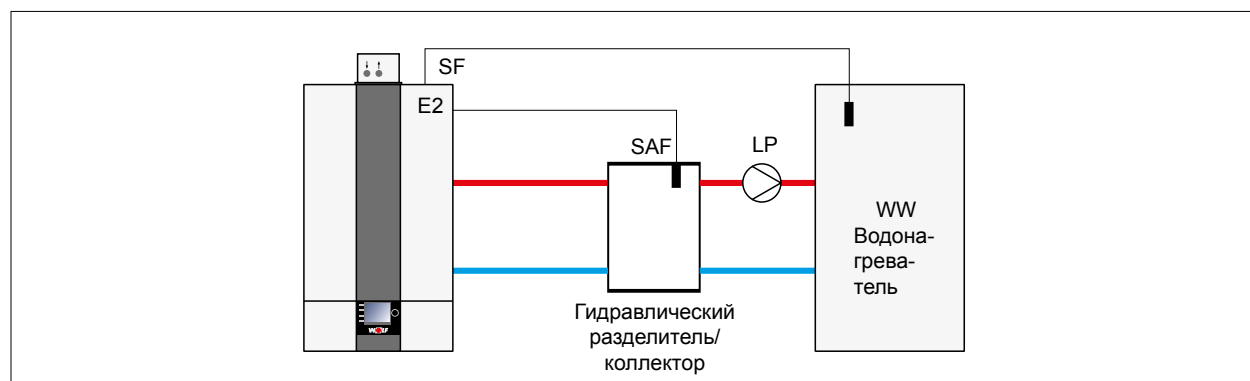 SF
E2
SAF
LP
WW
Водона-
грева-
тель
Гидравлический
разделитель/
коллектор
WOLF